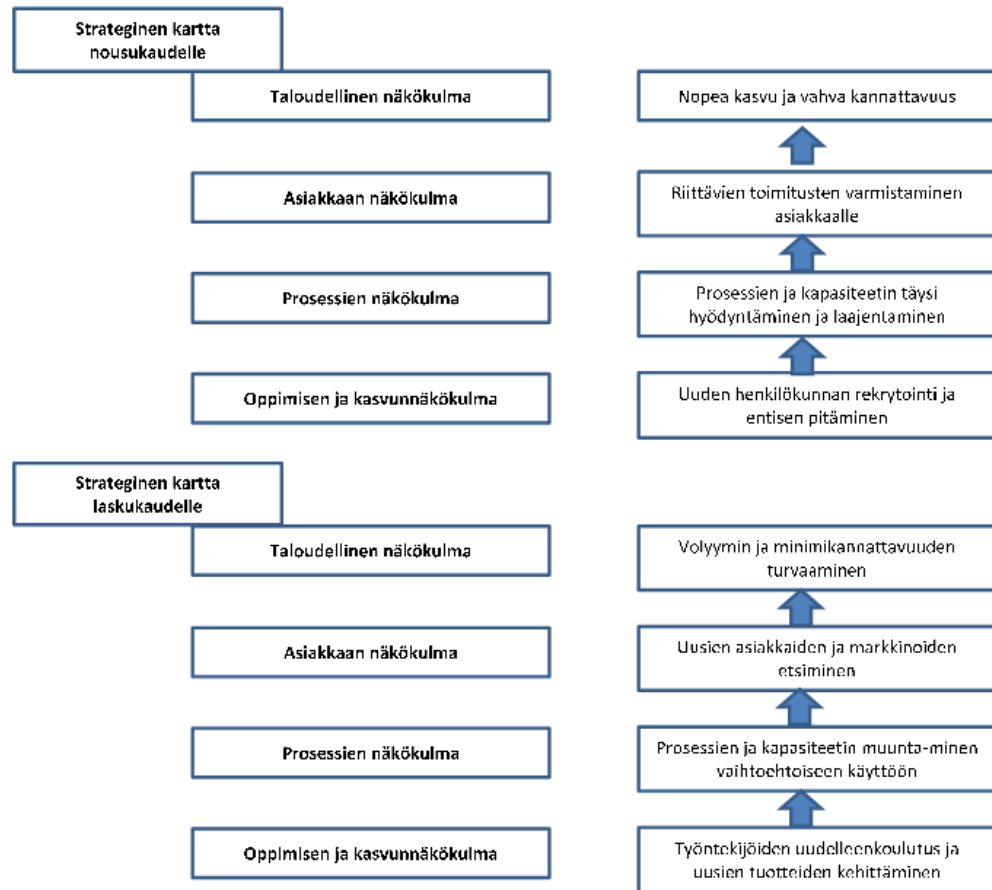 Strateginen kartta
nousukaudelle
Taloudellinen näkökulma
Nopea kasvu ja vahva kannattavuus
Asiakkaan näkökulma
Riittävien toimitusten varmistaminen
asiakkaalle
Prosessien näkökulma
Prosessien ja kapasiteetin täysi
hyödyntäminen ja laajentaminen
Oppimisen ja kasvunnäkökulma
Uuden henkilökunnan rekrytointi ja
entisen pitäminen
Strateginen kartta
laskukaudelle
Taloudellinen näkökulma
Volyymin ja minimikannattavuuden
turvaaminen
Asiakkaan näkökulma
Uusien asiakkaiden ja markkinoiden
etsiminen
Prosessien näkökulma
Prosessien ja kapasiteetin muunta-minen
vaihtoehtoiseen käyttöön
Oppimisen ja kasvunnäkökulma
Työntekijöiden uudelleenkoulutus ja
uusien tuotteiden kehittäminen